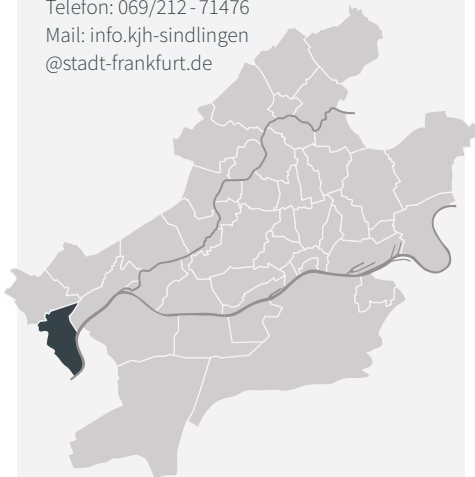 Telefon: 069/212 - 71476
Mail: info.kjh-sindlingen
@stadt-frankfurt.de